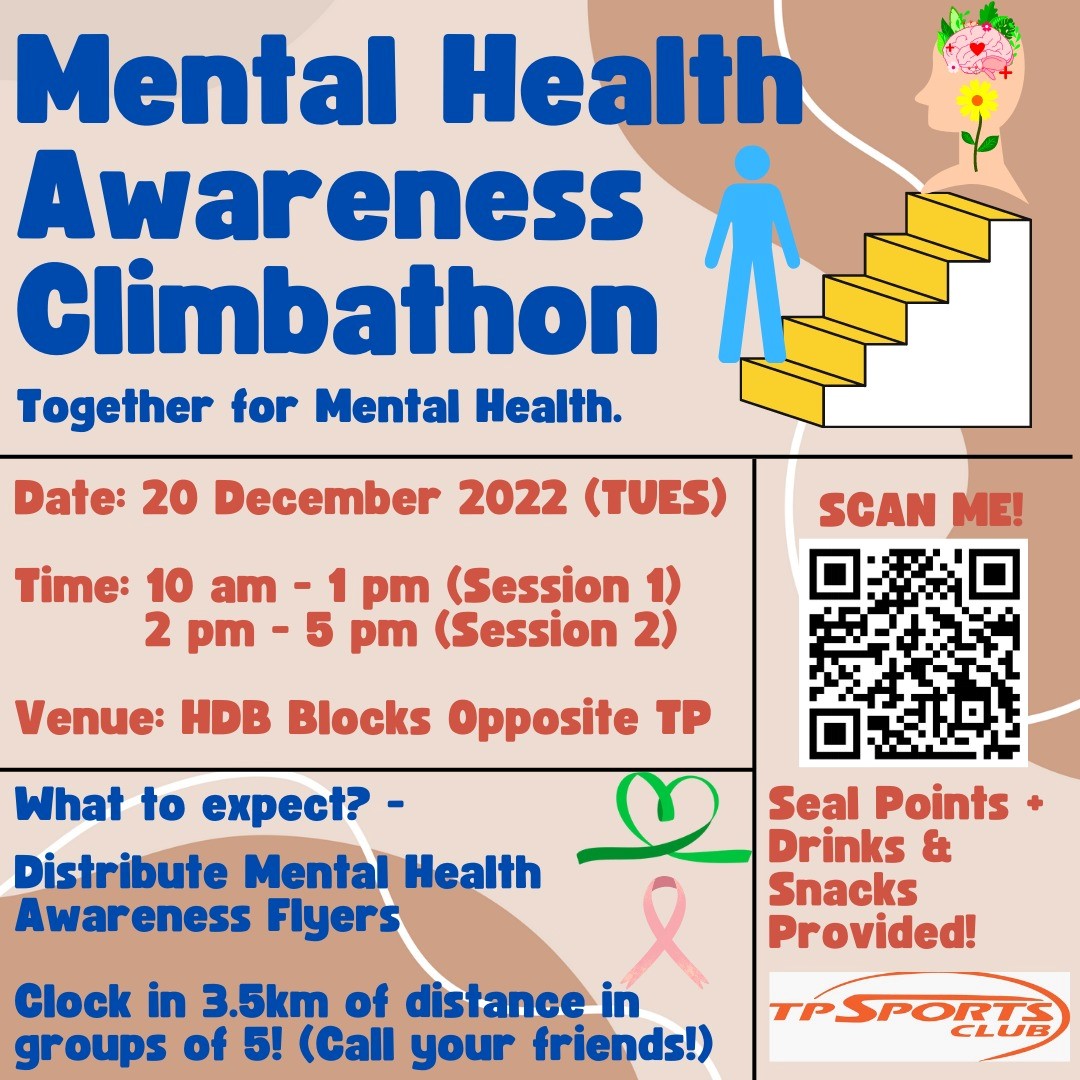 Mental Health
Awareness
Climbathon
Together for Mental Health.
Date: 20 December 2022 (TUES)
Time: 10 am - 1 pm (Session 1)
2 pm - 5 pm (Session 2)
Venue: HDB Blocks Opposite TP
SCAN ME!
Seal Points +
Drinks &
Snacks
Provided!
What to expect? -
Distribute Mental Health
Awareness Flyers
Clock in 3.5km of distance in
groups of 5! (Call your friends!)
TP SPORTS
CLUB